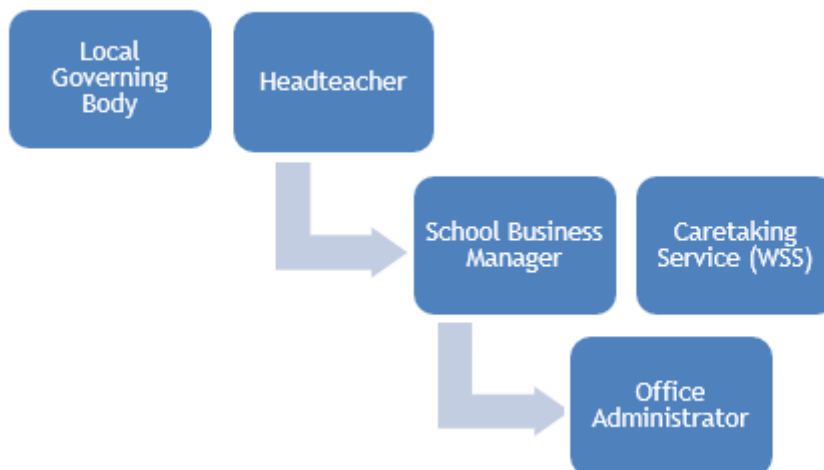 Local
Governing
Body
Headteacher
School Business
Manager
Caretaking
Service (WSS)
Office
Administrator